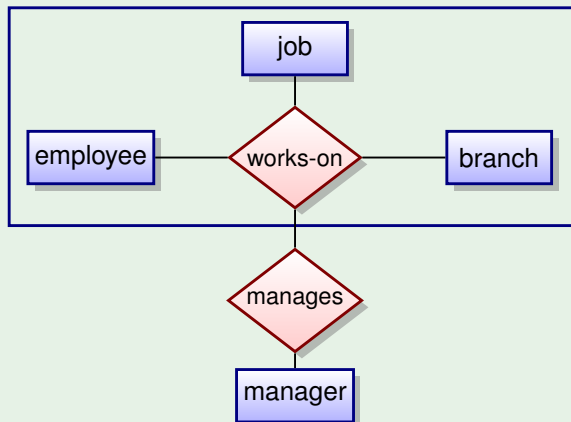 job
employee
works-on
branch
manages
manager